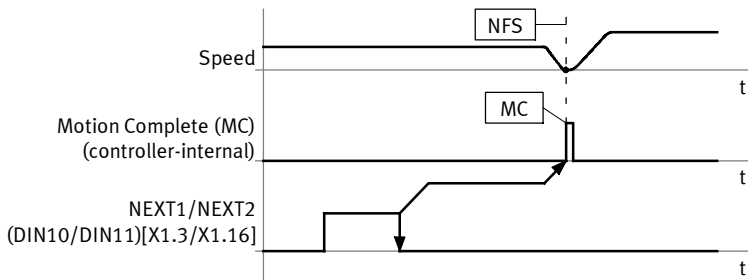 NFS
Speed
t
MC
Motion Complete (MC)
(controller-internal)
t
NEXT1/NEXT2
(DIN10/DIN11)[X1.3/X1.16]
t